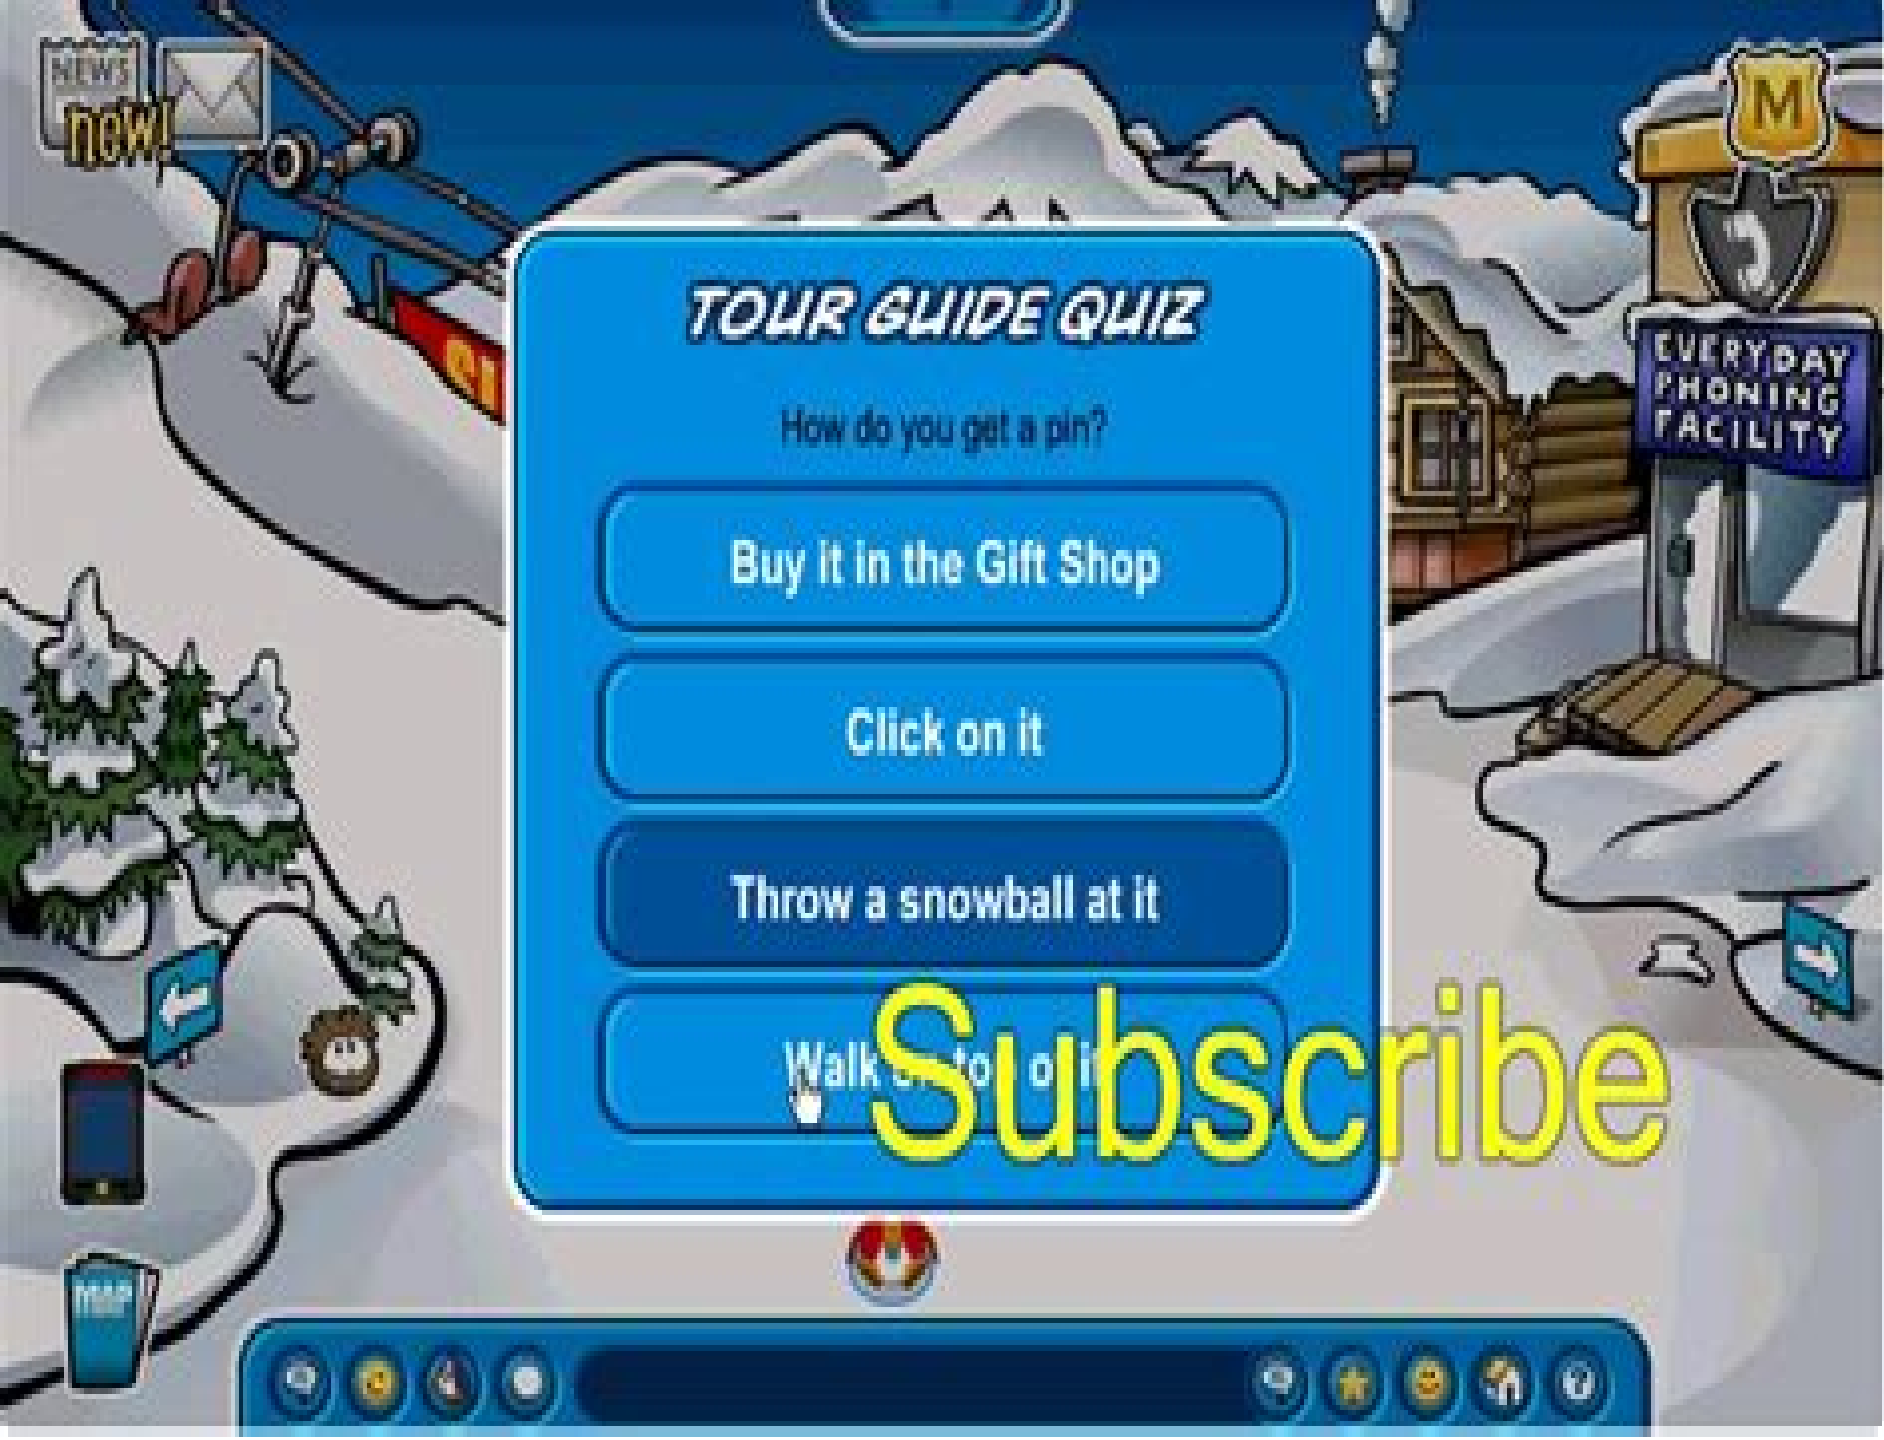 NEWS
new!
M
TOUR GUIDE QUIZ
How do you get a pin?
EVERYDAY
PHONING
FACILITY
Buy it in the Gift Shop
Click on it
Throw a snowball at it
Walk
it
Subscribe
MAP